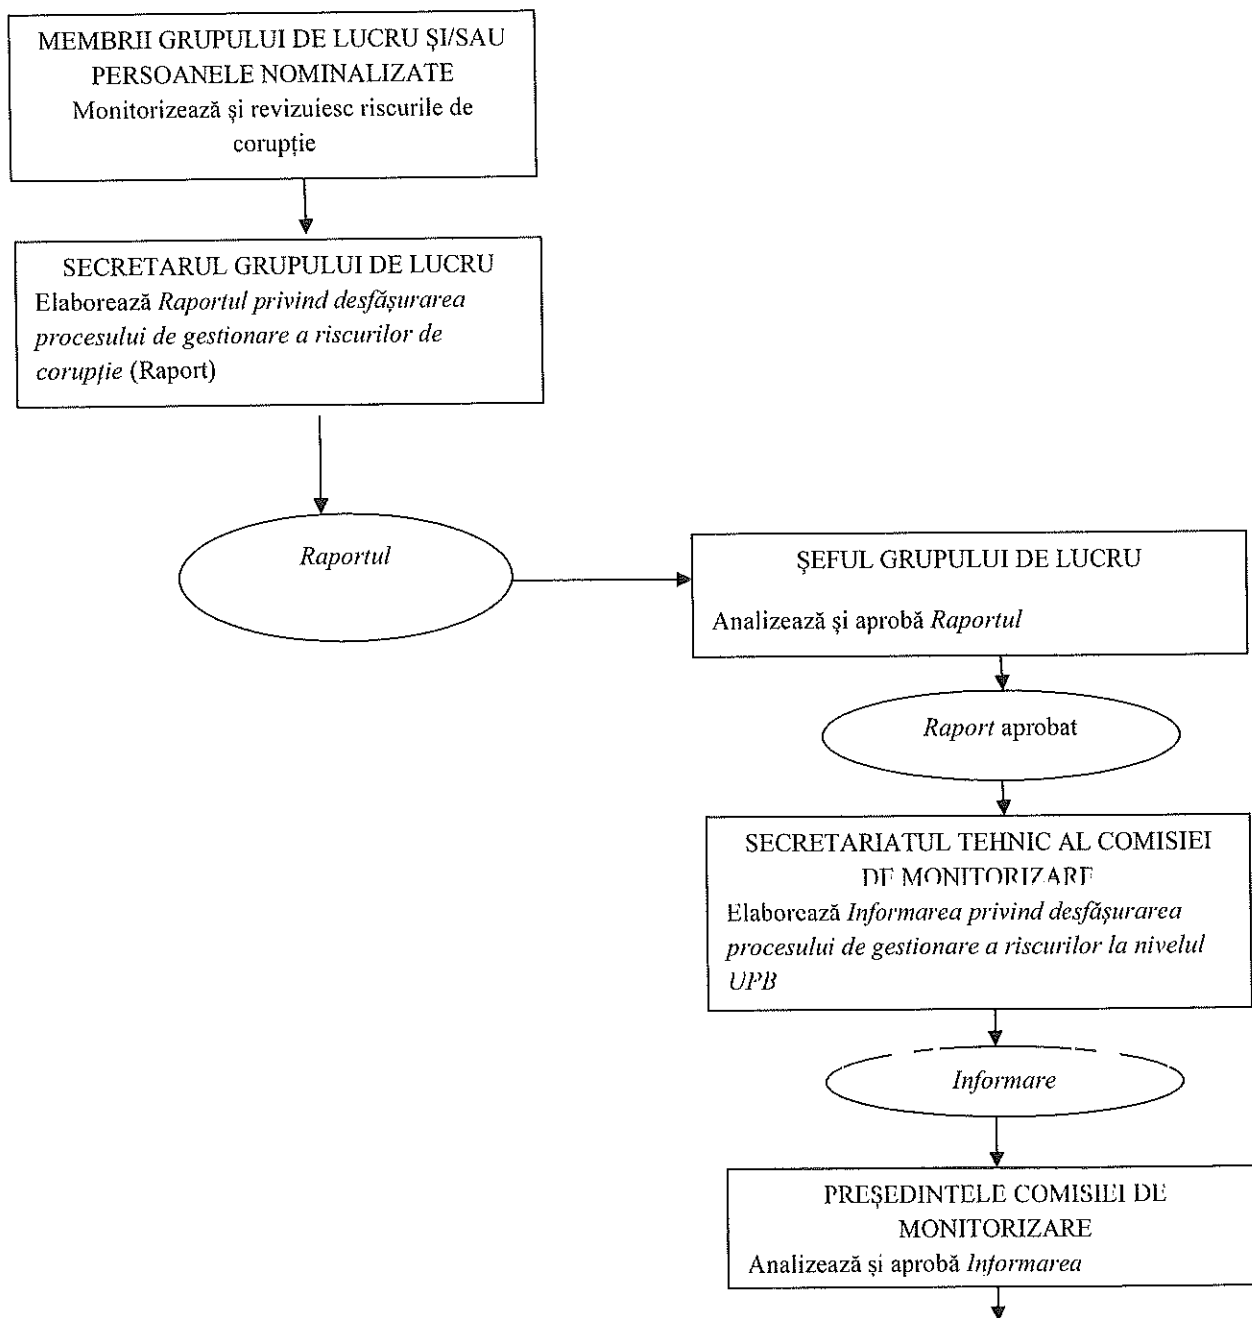 MEMBRII GRUPULUI DE LUCRU ȘI/SAU
PERSOANELE NOMINALIZATE
Monitorizează și revizuiesc riscurile de
corupție
SECRETARUL GRUPULUI DE LUCRU
Elaborează Raportul privind desfășurarea
procesului de gestionare a riscurilor de
corupție (Raport)
Raportul
ȘEFUL GRUPULUI DE LUCRU
Analizează și aprobă Raportul
Raport aprobat
SECRETARIATUL TEHNIC AL COMISIEI
DE MONITORIZARE
Elaborează Informarea privind desfășurarea
procesului de gestionare a riscurilor la nivelul
UPB
Informare
PREȘEDINTELE COMISIEI DE
MONITORIZARE
Analizează și aprobă Informarea